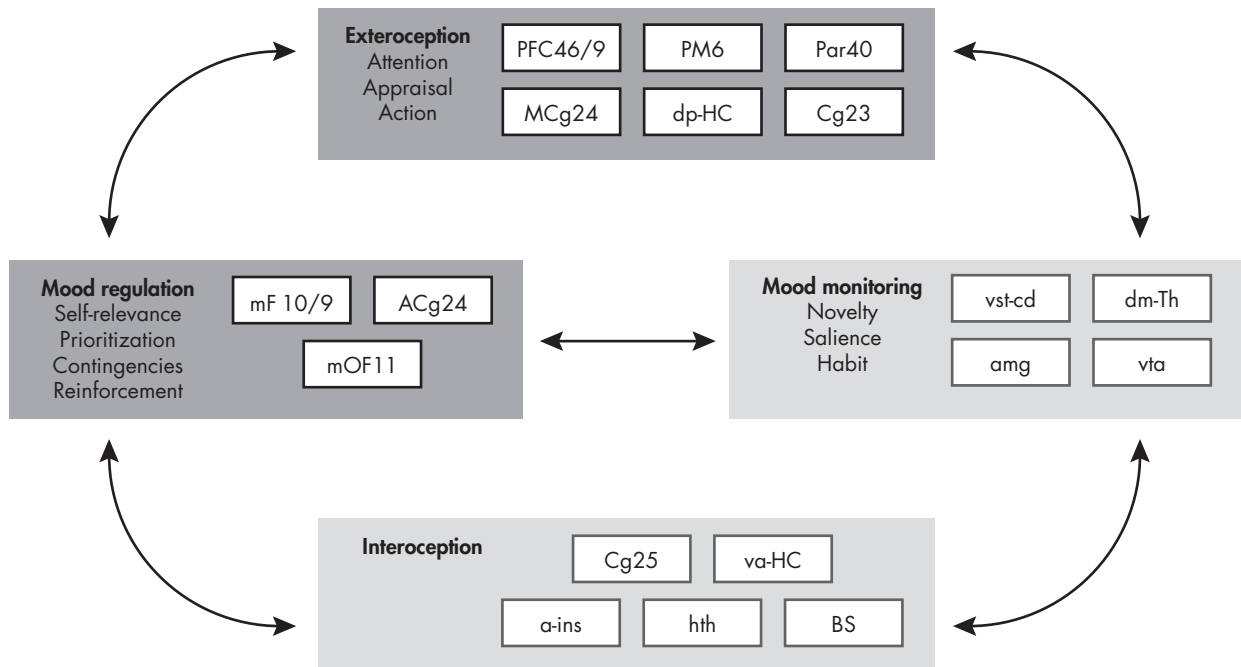 Exteroception
Attention
Appraisal
Action
PFC46/9
PM6
Par40
MCg24
dp-HC
Cg23
Mood regulation
Self-relevance
Prioritization
Contingencies
Reinforcement
mF 10/9
ACg24
mOF11
Mood monitoring
Novelty
Salience
Habit
vst-cd
dm-Th
amg
vta
Interoception
Cg25
va-HC
a-ins
hth
BS